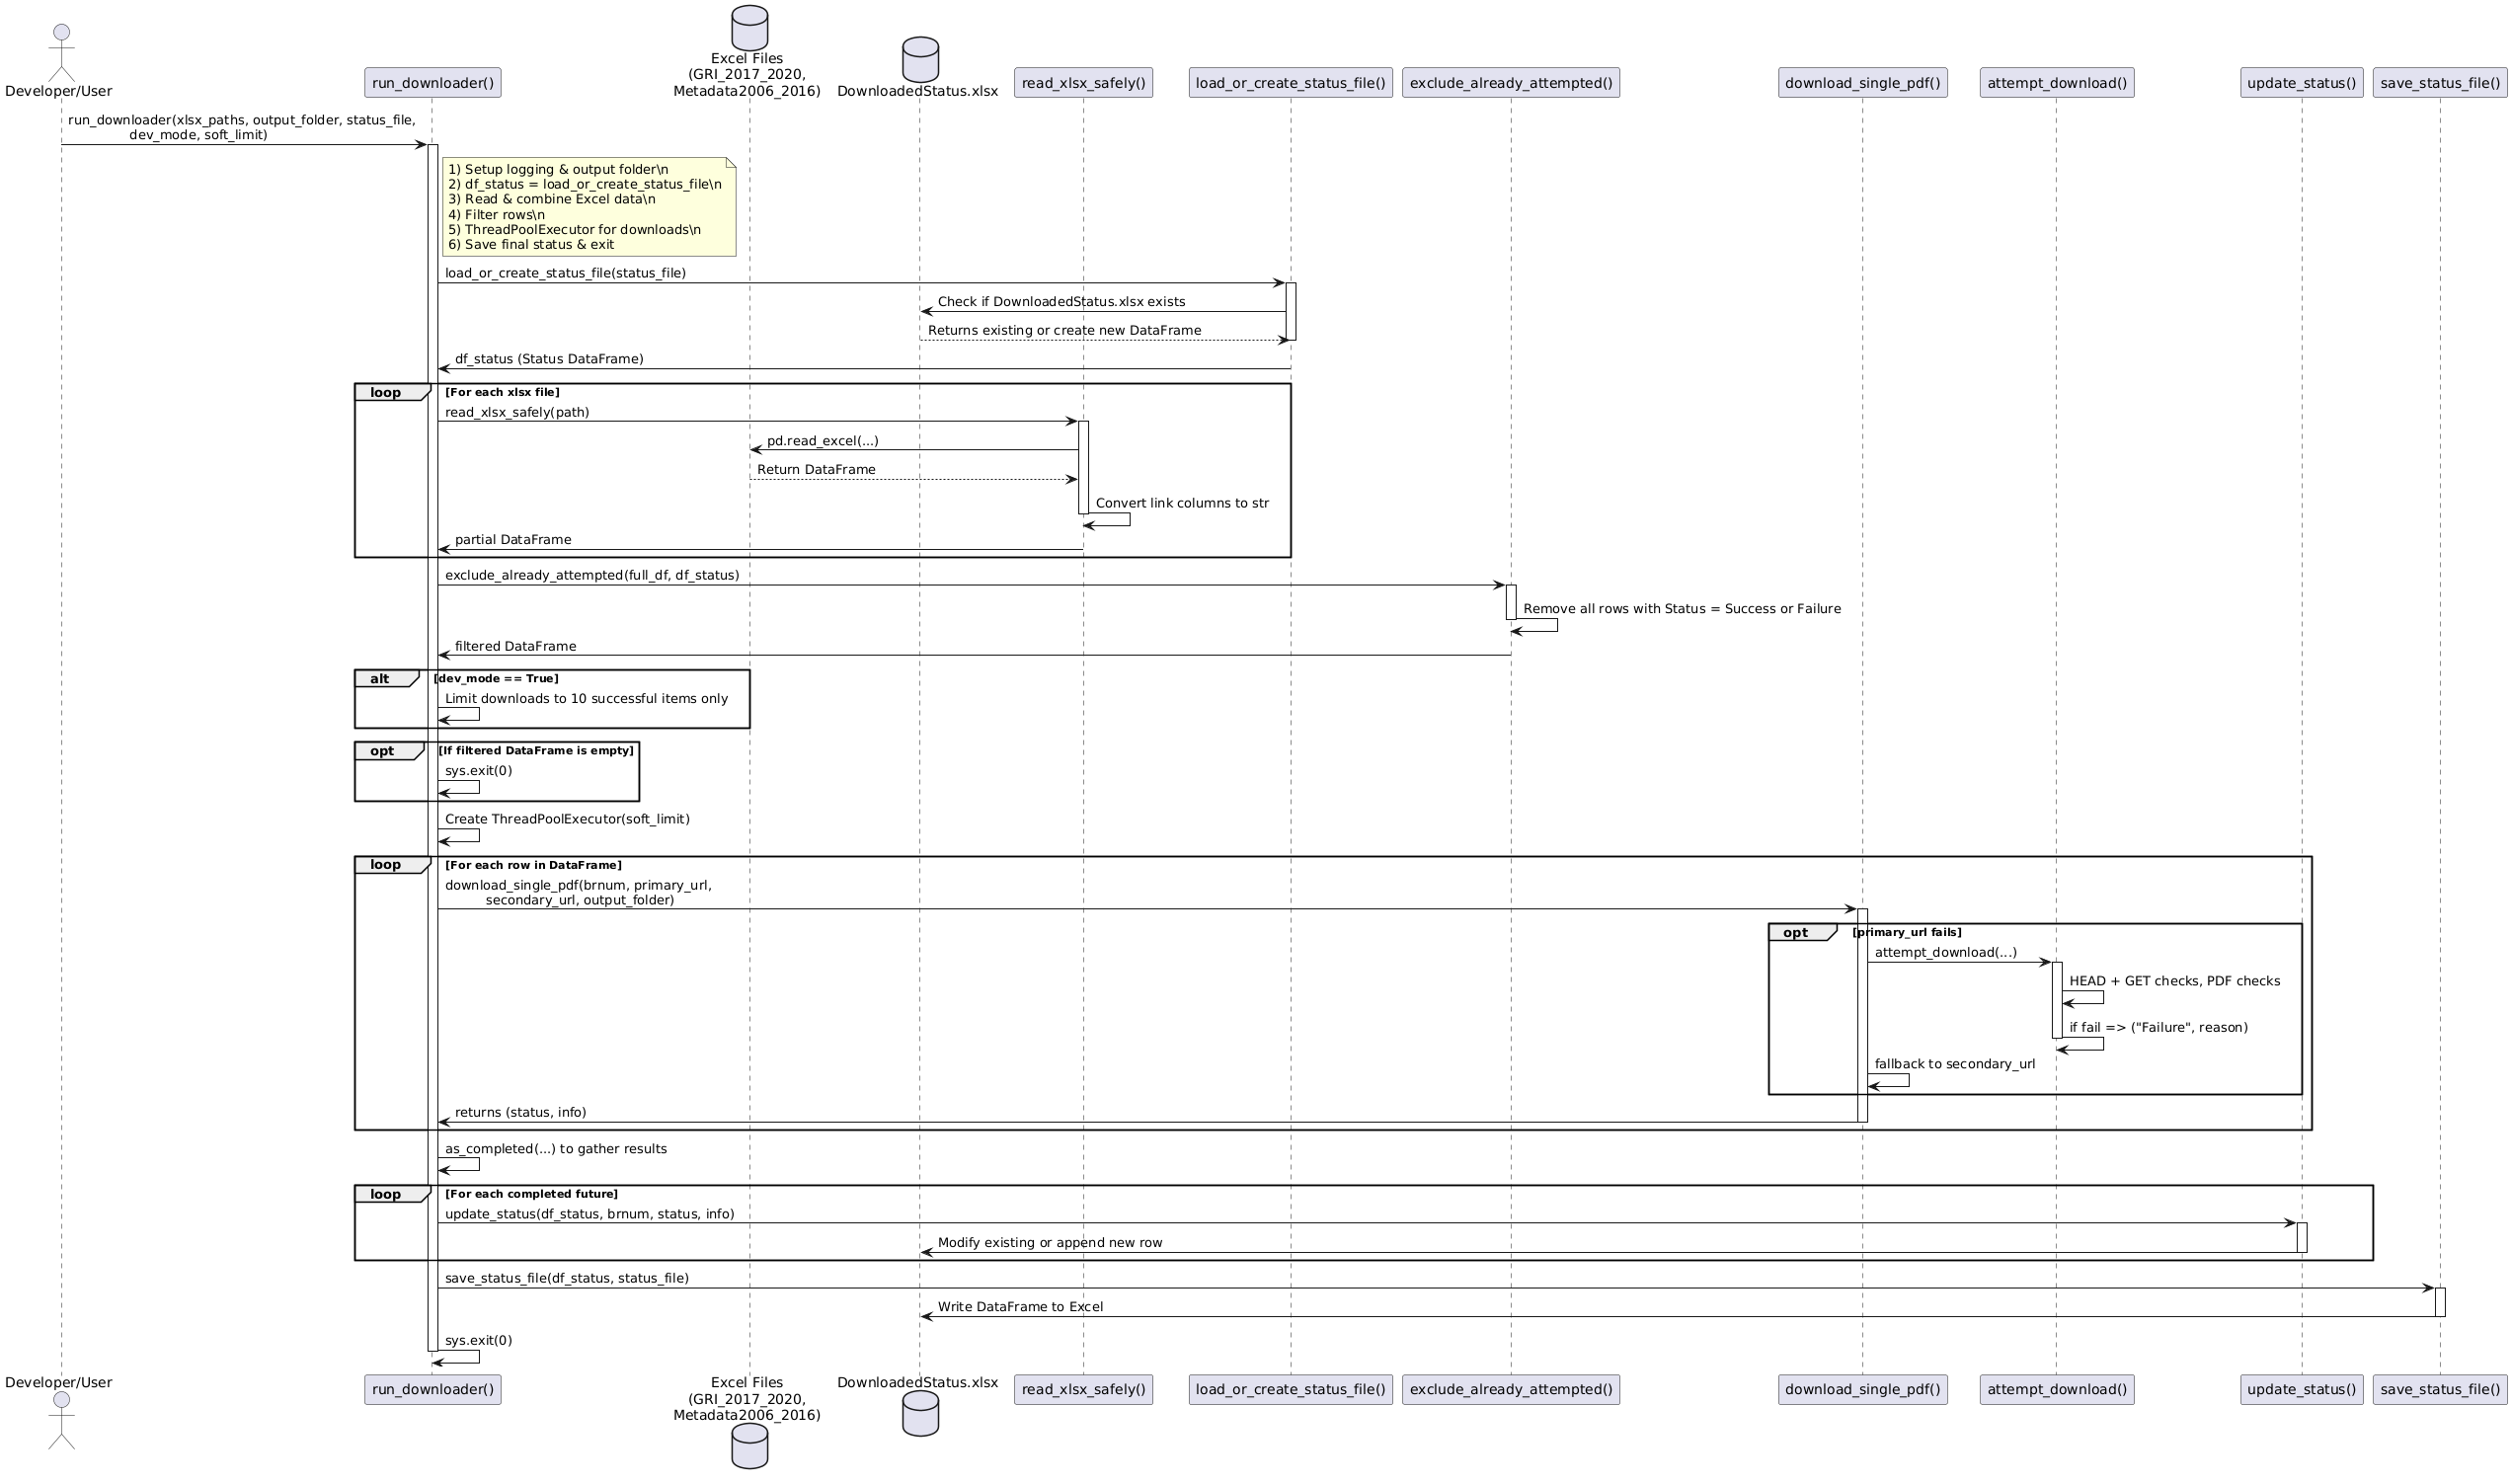 Developer/User
run_downloader()
Excel Files
(GRI_2017_2020,
Metadata2006_2016)
DownloadedStatus.xlsx
read_xlsx_safely()
load_or_create_status_file()
exclude_already_attempted()
download_single_pdf()
attempt_download()
update_status()
save_status_file()
run_downloader(xlsx_paths, output_folder, status_file,
dev_mode, soft_limit)
1) Setup logging & output folder\n
2) df_status = load_or_create_status_file\n
3) Read & combine Excel data\n
4) Filter rows\n
5) ThreadPoolExecutor for downloads\n
6) Save final status & exit
load_or_create_status_file(status_file)
Check if DownloadedStatus.xlsx exists
Returns existing or create new DataFrame
df_status (Status DataFrame)
loop [For each xlsx file]
read_xlsx_safely(path)
pd.read_excel(...)
Return DataFrame
Convert link columns to str
partial DataFrame
exclude_already_attempted(full_df, df_status)
Remove all rows with Status = Success or Failure
filtered DataFrame
alt [dev_mode == True]
Limit downloads to 10 successful items only
opt [If filtered DataFrame is empty]
sys.exit(0)
Create ThreadPoolExecutor(soft_limit)
loop [For each row in DataFrame]
download_single_pdf(brnum, primary_url,
secondary_url, output_folder)
opt [primary_url fails]
attempt_download(...)
HEAD + GET checks, PDF checks
if fail => ("Failure", reason)
fallback to secondary_url
returns (status, info)
as_completed(...) to gather results
loop [For each completed future]
update_status(df_status, brnum, status, info)
Modify existing or append new row
save_status_file(df_status, status_file)
Write DataFrame to Excel
sys.exit(0)
Developer/User
run_downloader()
Excel Files
(GRI_2017_2020,
Metadata2006_2016)
DownloadedStatus.xlsx
read_xlsx_safely()
load_or_create_status_file()
exclude_already_attempted()
download_single_pdf()
attempt_download()
update_status()
save_status_file()